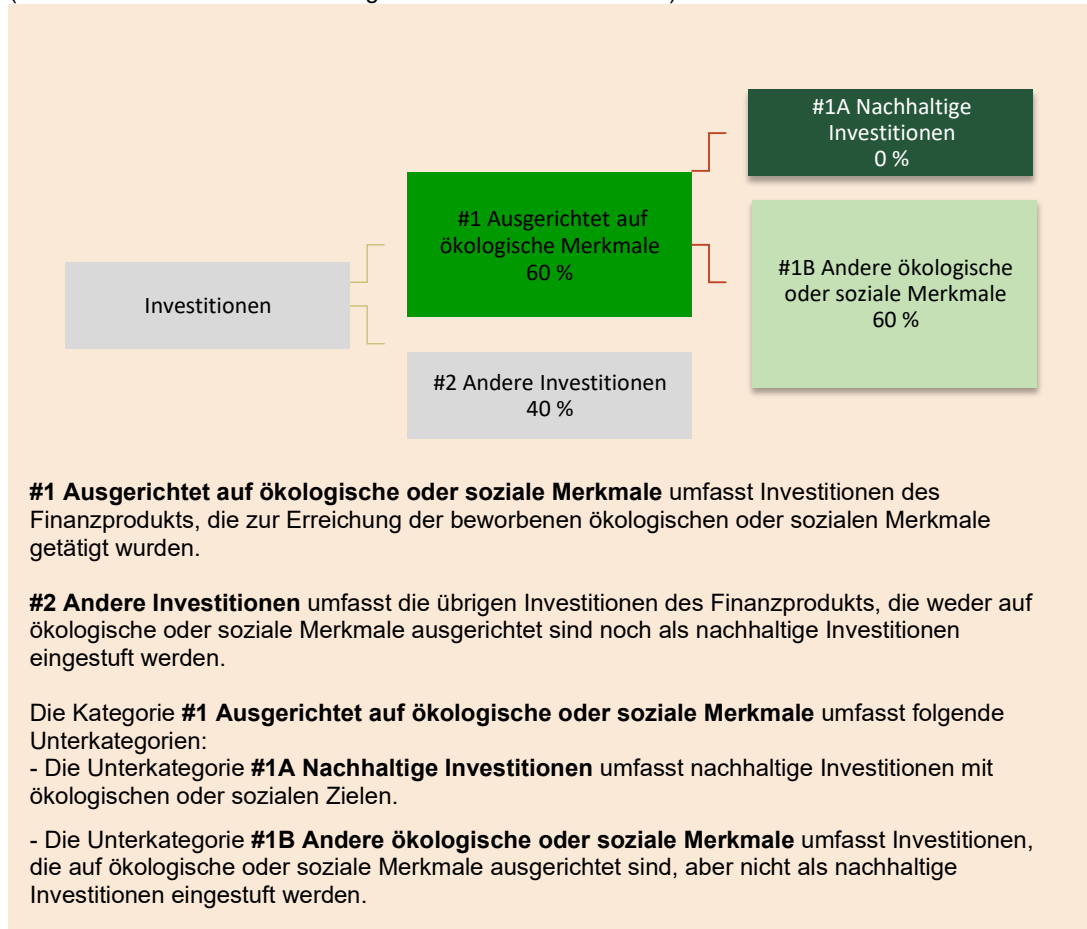 #1A Nachhaltige
Investitionen
0 %
#1 Ausgerichtet auf
ökologische Merkmale
60 %
#1B Andere ökologische
oder soziale Merkmale
60 %
Investitionen
#2 Andere Investitionen
40 %
#1 Ausgerichtet auf ökologische oder soziale Merkmale umfasst Investitionen des
Finanzprodukts, die zur Erreichung der beworbenen ökologischen oder sozialen Merkmale
getätigt wurden.
#2 Andere Investitionen umfasst die übrigen Investitionen des Finanzprodukts, die weder auf
ökologische oder soziale Merkmale ausgerichtet sind noch als nachhaltige Investitionen
eingestuft werden.
Die Kategorie #1 Ausgerichtet auf ökologische oder soziale Merkmale umfasst folgende
Unterkategorien:
- Die Unterkategorie #1A Nachhaltige Investitionen umfasst nachhaltige Investitionen mit
ökologischen oder sozialen Zielen.
- Die Unterkategorie #1B Andere ökologische oder soziale Merkmale umfasst Investitionen,
die auf ökologische oder soziale Merkmale ausgerichtet sind, aber nicht als nachhaltige
Investitionen eingestuft werden.